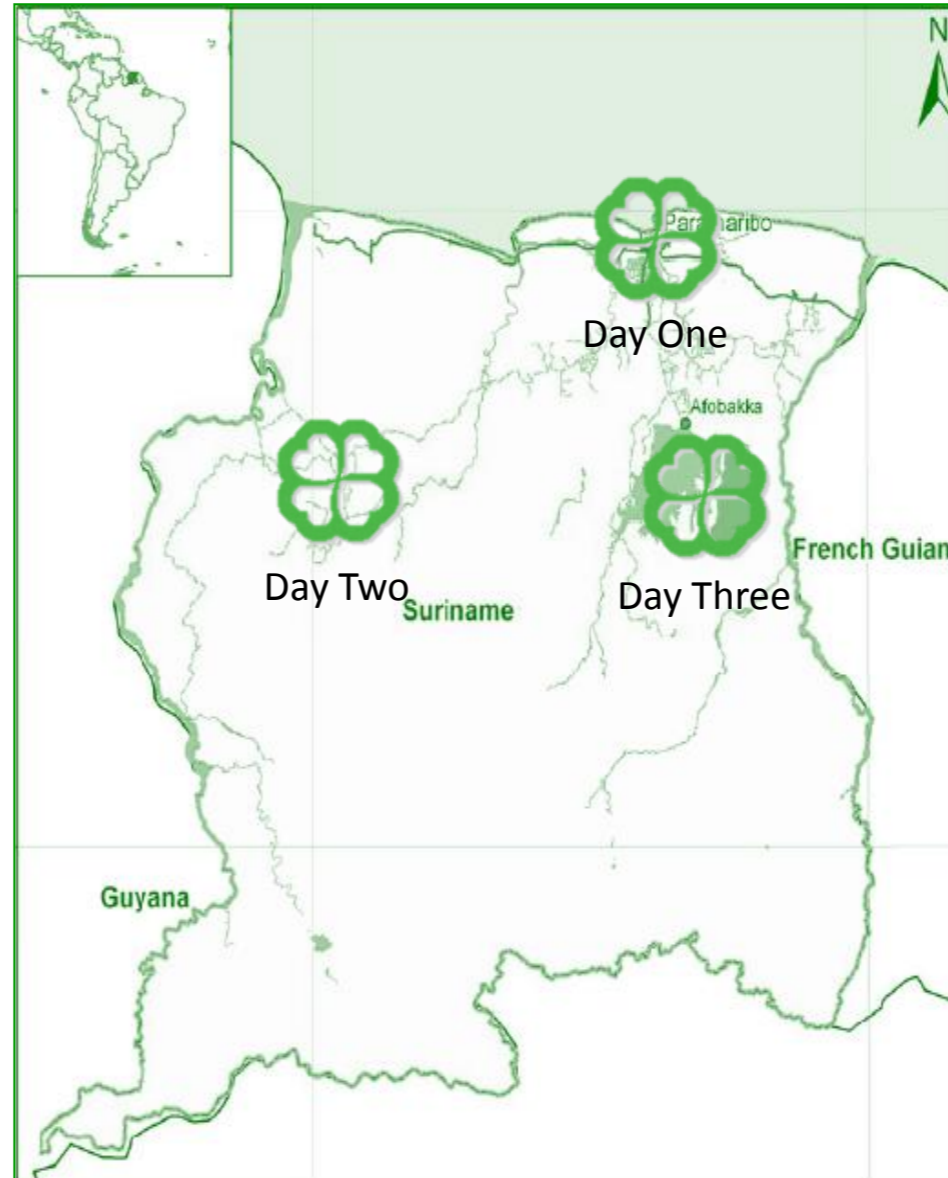 N
Paramaribo
Day One
Afobakka
French Guian
Day Two
Day Three
Suriname
Guyana